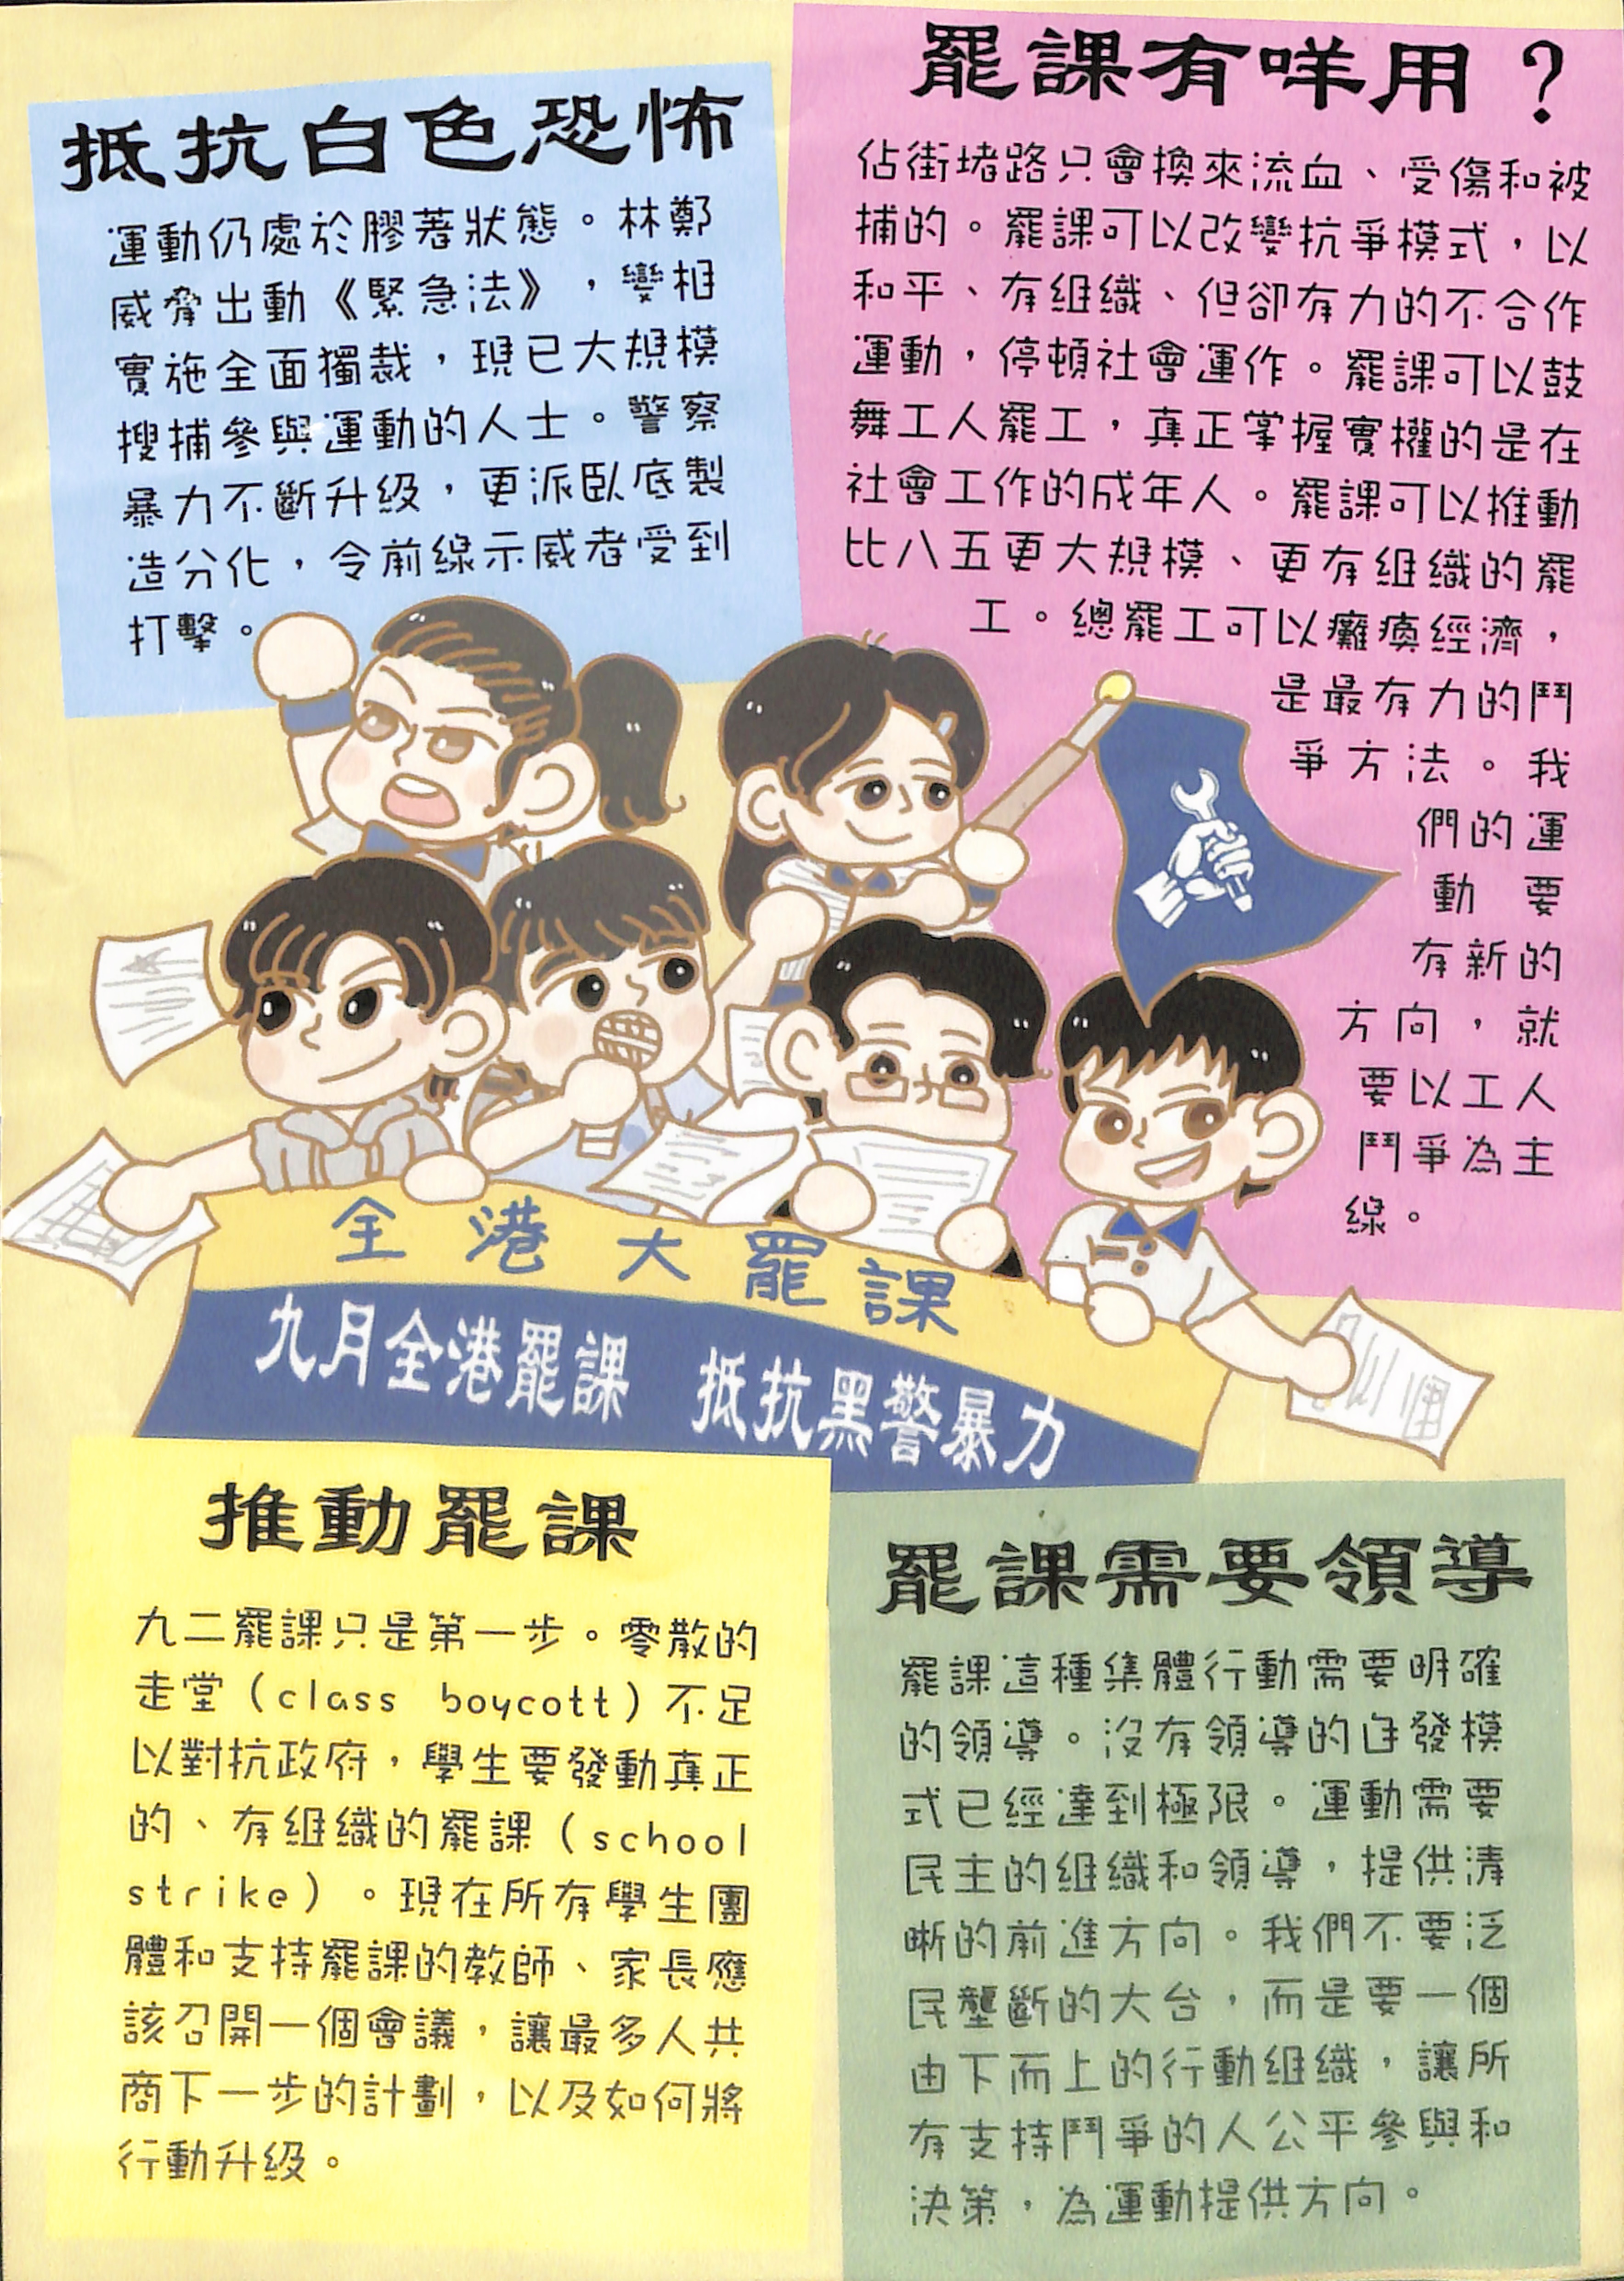 抵抗白色恐怖
運動仍處於膠著狀態。林鄭
威脅出動《緊急法》，變相
實施全面獨裁，現已大規模
搜捕參與運動的人士。警察
暴力不斷升級，更派臥底製
造分化，令前線示威者受到
打擊。
罷課有咩用？
佔街堵路只會換來流血、受傷和被
捕的。罷課可以改變抗爭模式，以
和平、有組織、但卻有力的不合作
運動，停頓社會運作。罷課可以鼓
舞工人罷工，真正掌握實權的是在
社會工作的成年人。罷課可以推動
比八五更大規模、更有組織的罷
工。總罷工可以癱瘓經濟，
是最有力的鬥
爭方法。我
們的運
動要
有新的
方向，就
要以工人
鬥爭為主
線。
全港大罷課
九月全港罷課 抵抗黑警暴力
推動罷課
九二罷課只是第一步。零散的
走堂(class boycott)不足
以對抗政府，學生要發動真正
的、有組織的罷課(school
strike)。現在所有學生團
體和支持罷課的教師、家長應
該召開一個會議，讓最多人共
商下一步的計劃，以及如何將
行動升級。
罷課需要領導
罷課這種集體行動需要明確
的領導。沒有領導的自發模
式已經達到極限。運動需要
民主的組織和領導，提供清
晰的前進方向。我們不要泛
民壟斷的大台，而是要一個
由下而上的行動組織，讓所
有支持鬥爭的人公平參與和
決策，為運動提供方向。